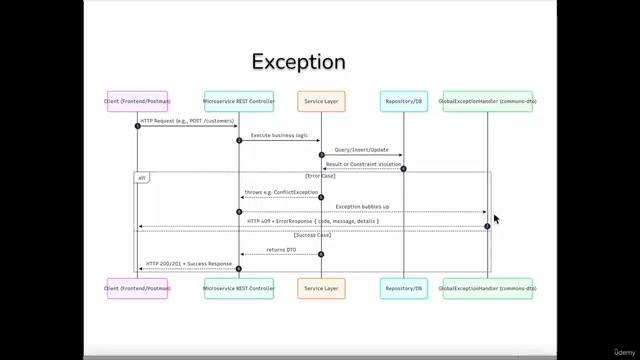 Exception
Client (Frontend/Postman)
Microservice REST Controller
Service Layer
Repository/DB
GlobalExceptionHandler (commons-dto)
HTTP Request (e.g., POST /customers)
Execute business logic
Query/Insert/Update
Result or Constraint Violation
alt
[Error Case]
throws e.g. ConflictException
Exception bubbles up
HTTP 409 + ErrorResponse { code, message, details }
[Success Case]
returns DTO
HTTP 200/201 + Success Response
Client (Frontend/Postman)
Microservice REST Controller
Service Layer
Repository/DB
GlobalExceptionHandler (commons-dto)
udemy